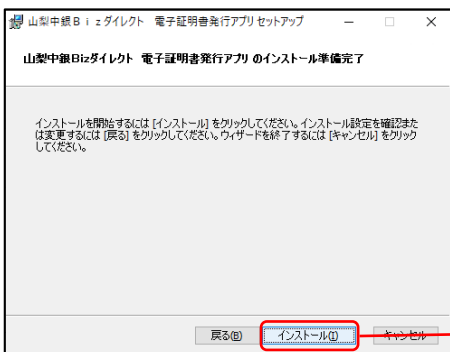 山梨中銀Ｂｉｚダイレクト 電子証明書発行アプリ セットアップ
山梨中銀Bizダイレクト 電子証明書発行アプリ のインストール準備完了
インストールを開始するには [インストール] をクリックしてください。インストール設定を確認また
は変更するには [戻る] をクリックしてください。ウィザードを終了するには [キャンセル] をクリック
してください。
戻る(B) インストール(I) キャンセル